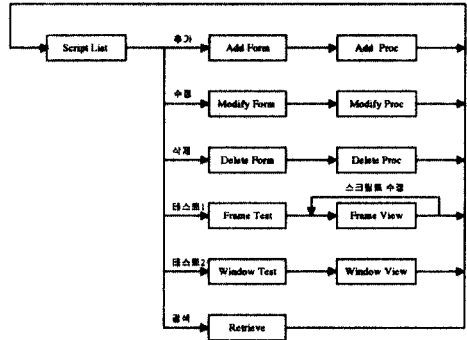 추가
Script List
Add Form
Add Proc
수정
Modify Form
Modify Proc
삭제
Delete Form
Delete Proc
스크립트 수정
테스트1
Frame Test
Frame View
테스트2
Window Test
Window View
검색
Retrieve